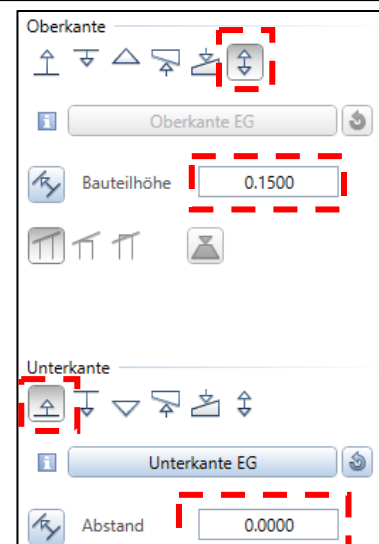 Oberkante
Oberkante EG
Bauteilhöhe 0.1500
Unterkante
Unterkante EG
Abstand 0.0000